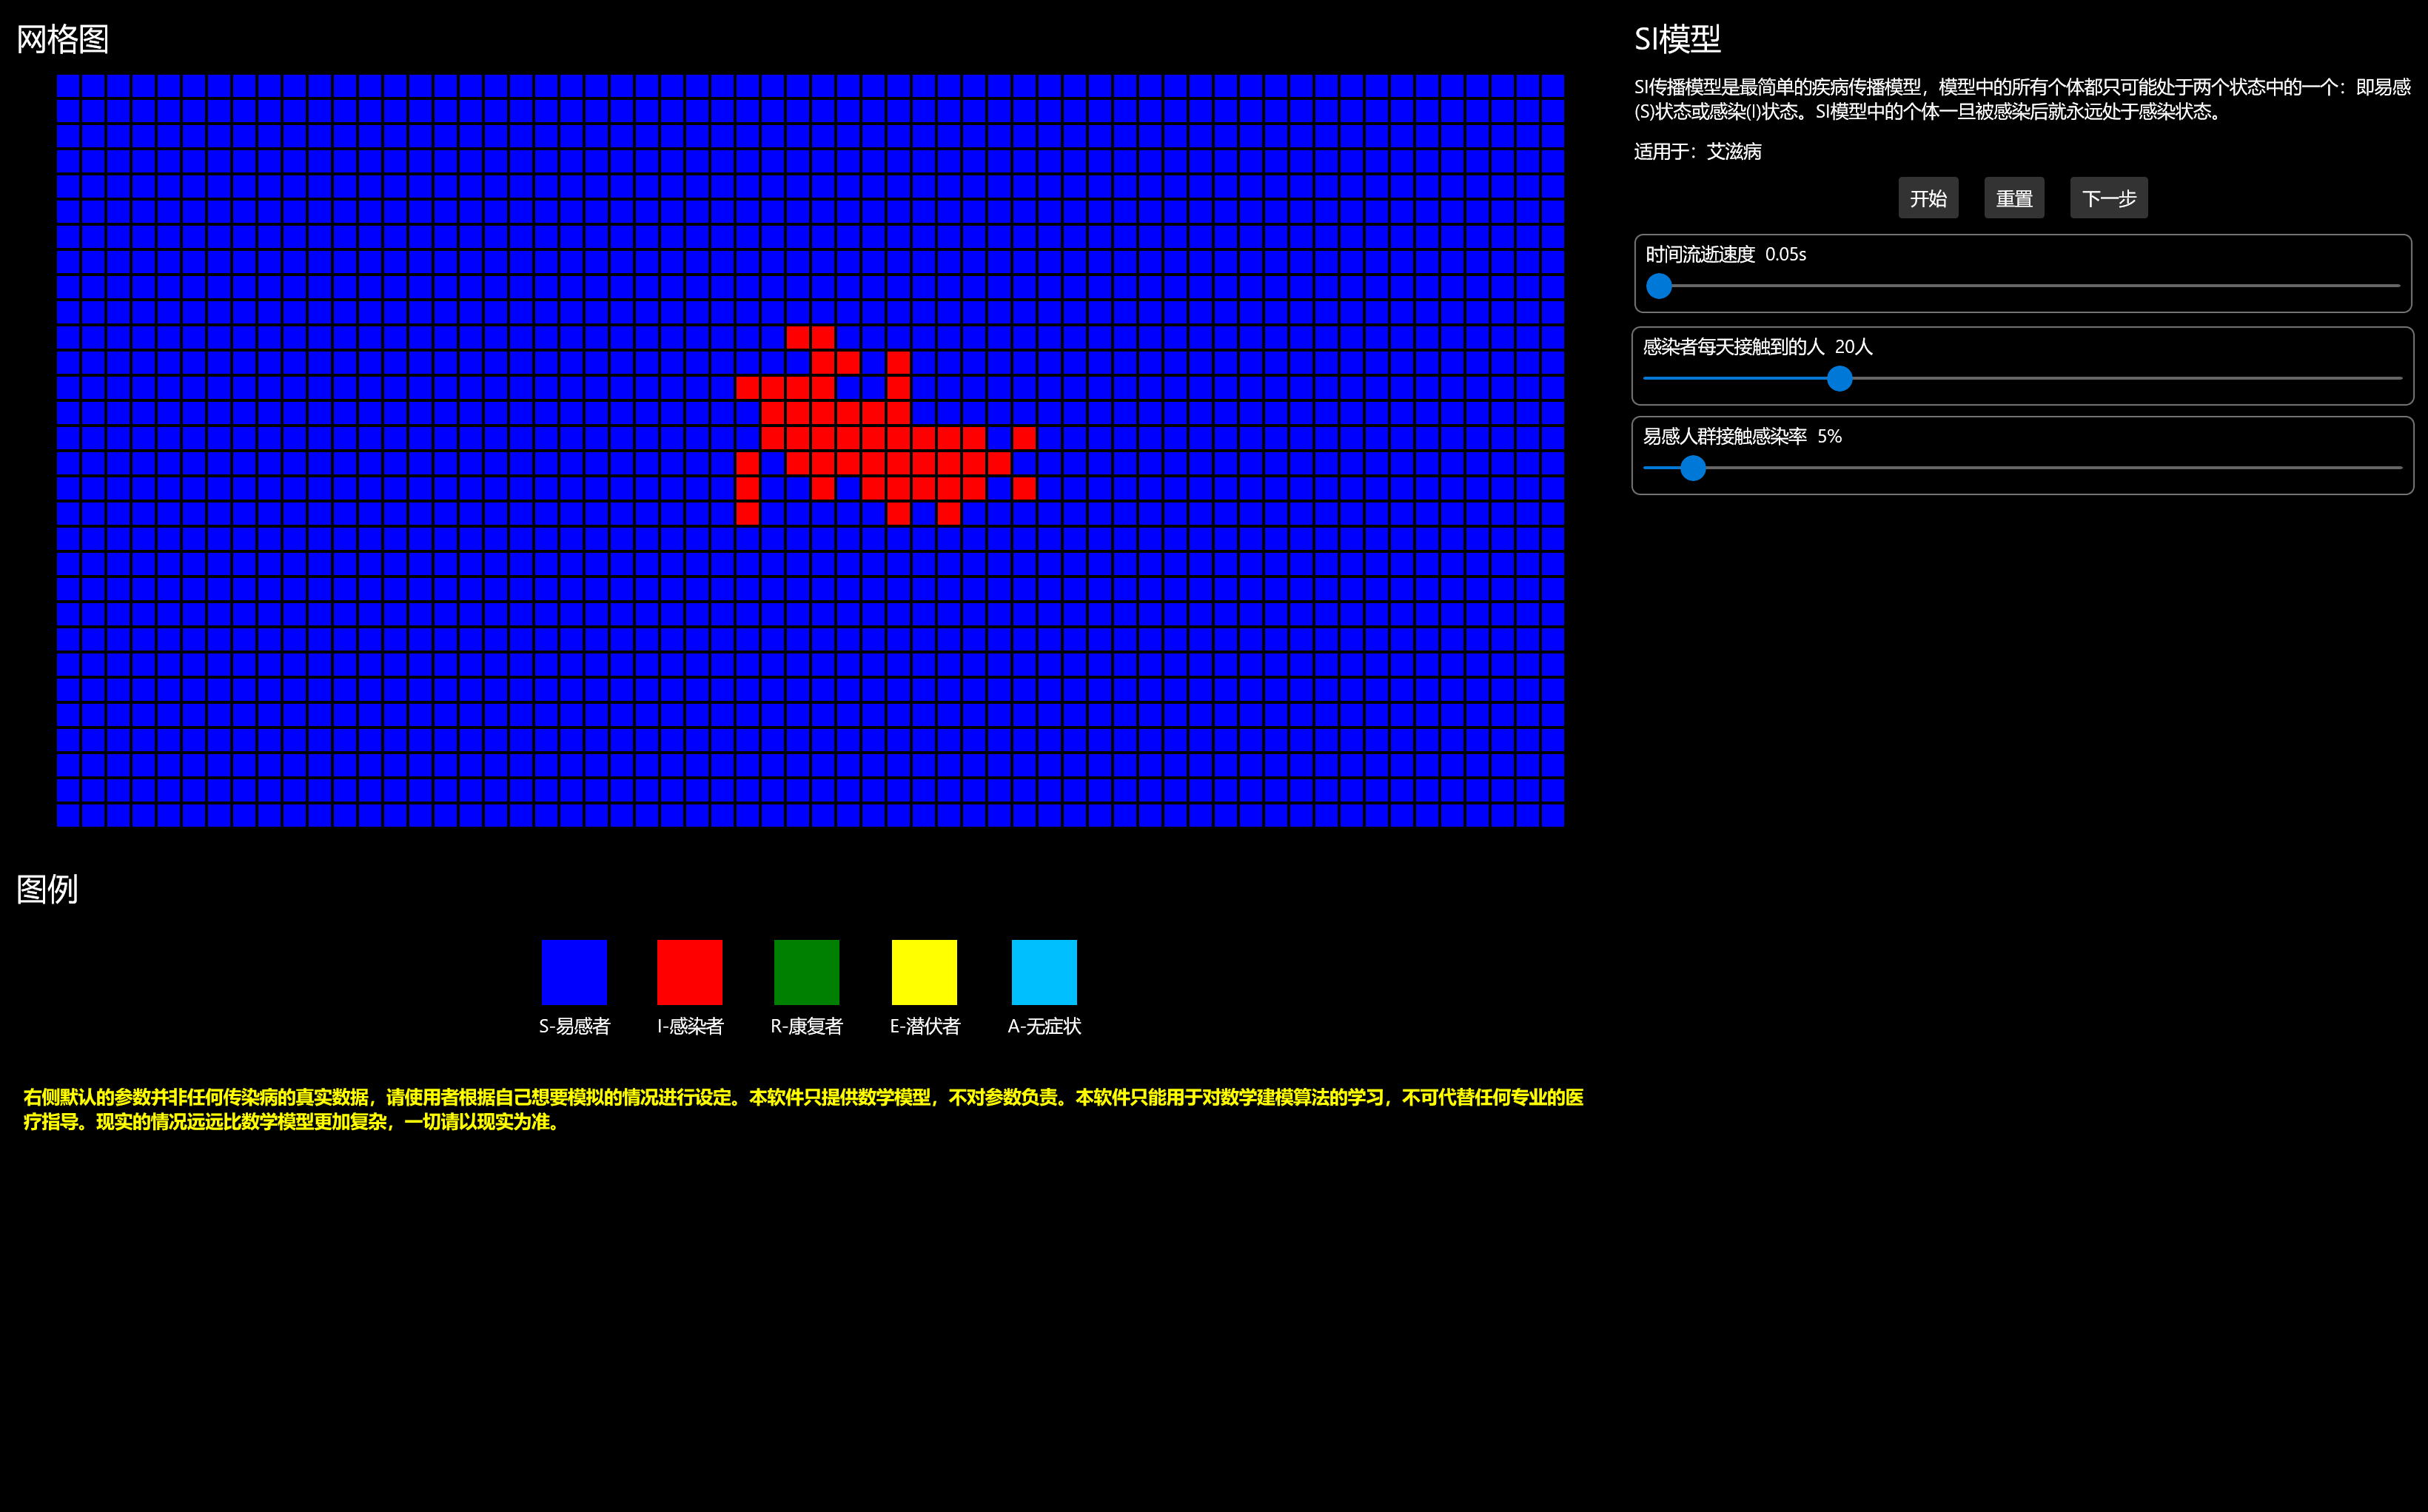 网格图
SI模型
SI传播模型是最简单的疾病传播模型，模型中的所有个体都只可能处于两个状态中的一个：即易感
(S)状态或感染(I)状态。SI模型中的个体一旦被感染后就永远处于感染状态。
适用于：艾滋病
开始 重置 下一步
时间流逝速度 0.05s
感染者每天接触到的人 20人
易感人群接触感染率 5%
图例
S-易感者 I-感染者 R-康复者 E-潜伏者 A-无症状
右侧默认的参数并非任何传染病的真实数据，请使用者根据自己想要模拟的情况进行设定。本软件只提供数学模型，不对参数负责。本软件只能用于对数学建模算法的学习，不可代替任何专业的医
疗指导。现实的情况远远比数学模型更加复杂，一切请以现实为准。